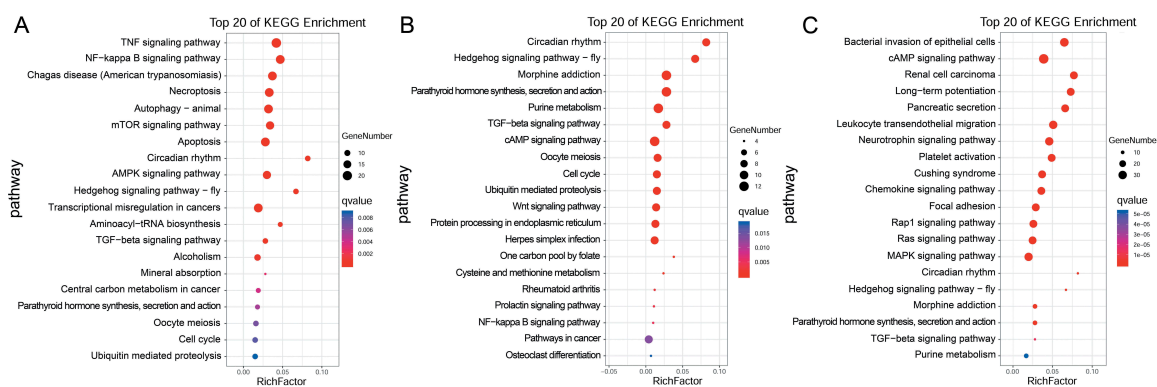 A
Top 20 of KEGG Enrichment
TNF signaling pathway
NF−kappa B signaling pathway
Chagas disease (American trypanosomiasis)
Necroptosis
Autophagy − animal
mTOR signaling pathway
Apoptosis
Circadian rhythm
AMPK signaling pathway
Hedgehog signaling pathway − fly
Transcriptional misregulation in cancers
Aminoacyl−tRNA biosynthesis
TGF−beta signaling pathway
Alcoholism
Mineral absorption
Central carbon metabolism in cancer
Parathyroid hormone synthesis, secretion and action
Oocyte meiosis
Cell cycle
Ubiquitin mediated proteolysis
pathway
0.00 0.05 0.10
RichFactor
GeneNumber
10
15
20
qvalue
0.008
0.006
0.004
0.002
B
Top 20 of KEGG Enrichment
Circadian rhythm
Hedgehog signaling pathway − fly
Morphine addiction
Parathyroid hormone synthesis, secretion and action
Purine metabolism
TGF−beta signaling pathway
cAMP signaling pathway
Oocyte meiosis
Cell cycle
Ubiquitin mediated proteolysis
Wnt signaling pathway
Protein processing in endoplasmic reticulum
Herpes simplex infection
One carbon pool by folate
Cysteine and methionine metabolism
Rheumatoid arthritis
Prolactin signaling pathway
NF−kappa B signaling pathway
Pathways in cancer
Osteoclast differentiation
pathway
−0.05 0.00 0.05 0.10
RichFactor
GeneNumber
4
6
8
10
12
qvalue
0.015
0.010
0.005
C
Top 20 of KEGG Enrichment
Bacterial invasion of epithelial cells
cAMP signaling pathway
Renal cell carcinoma
Long−term potentiation
Pancreatic secretion
Leukocyte transendothelial migration
Neurotrophin signaling pathway
Platelet activation
Cushing syndrome
Chemokine signaling pathway
Focal adhesion
Rap1 signaling pathway
Ras signaling pathway
MAPK signaling pathway
Circadian rhythm
Hedgehog signaling pathway − fly
Morphine addiction
Parathyroid hormone synthesis, secretion and action
TGF−beta signaling pathway
Purine metabolism
pathway
0.00 0.05 0.10
RichFactor
GeneNumbe
10
20
30
qvalue
5e−05
4e−05
3e−05
2e−05
1e−05